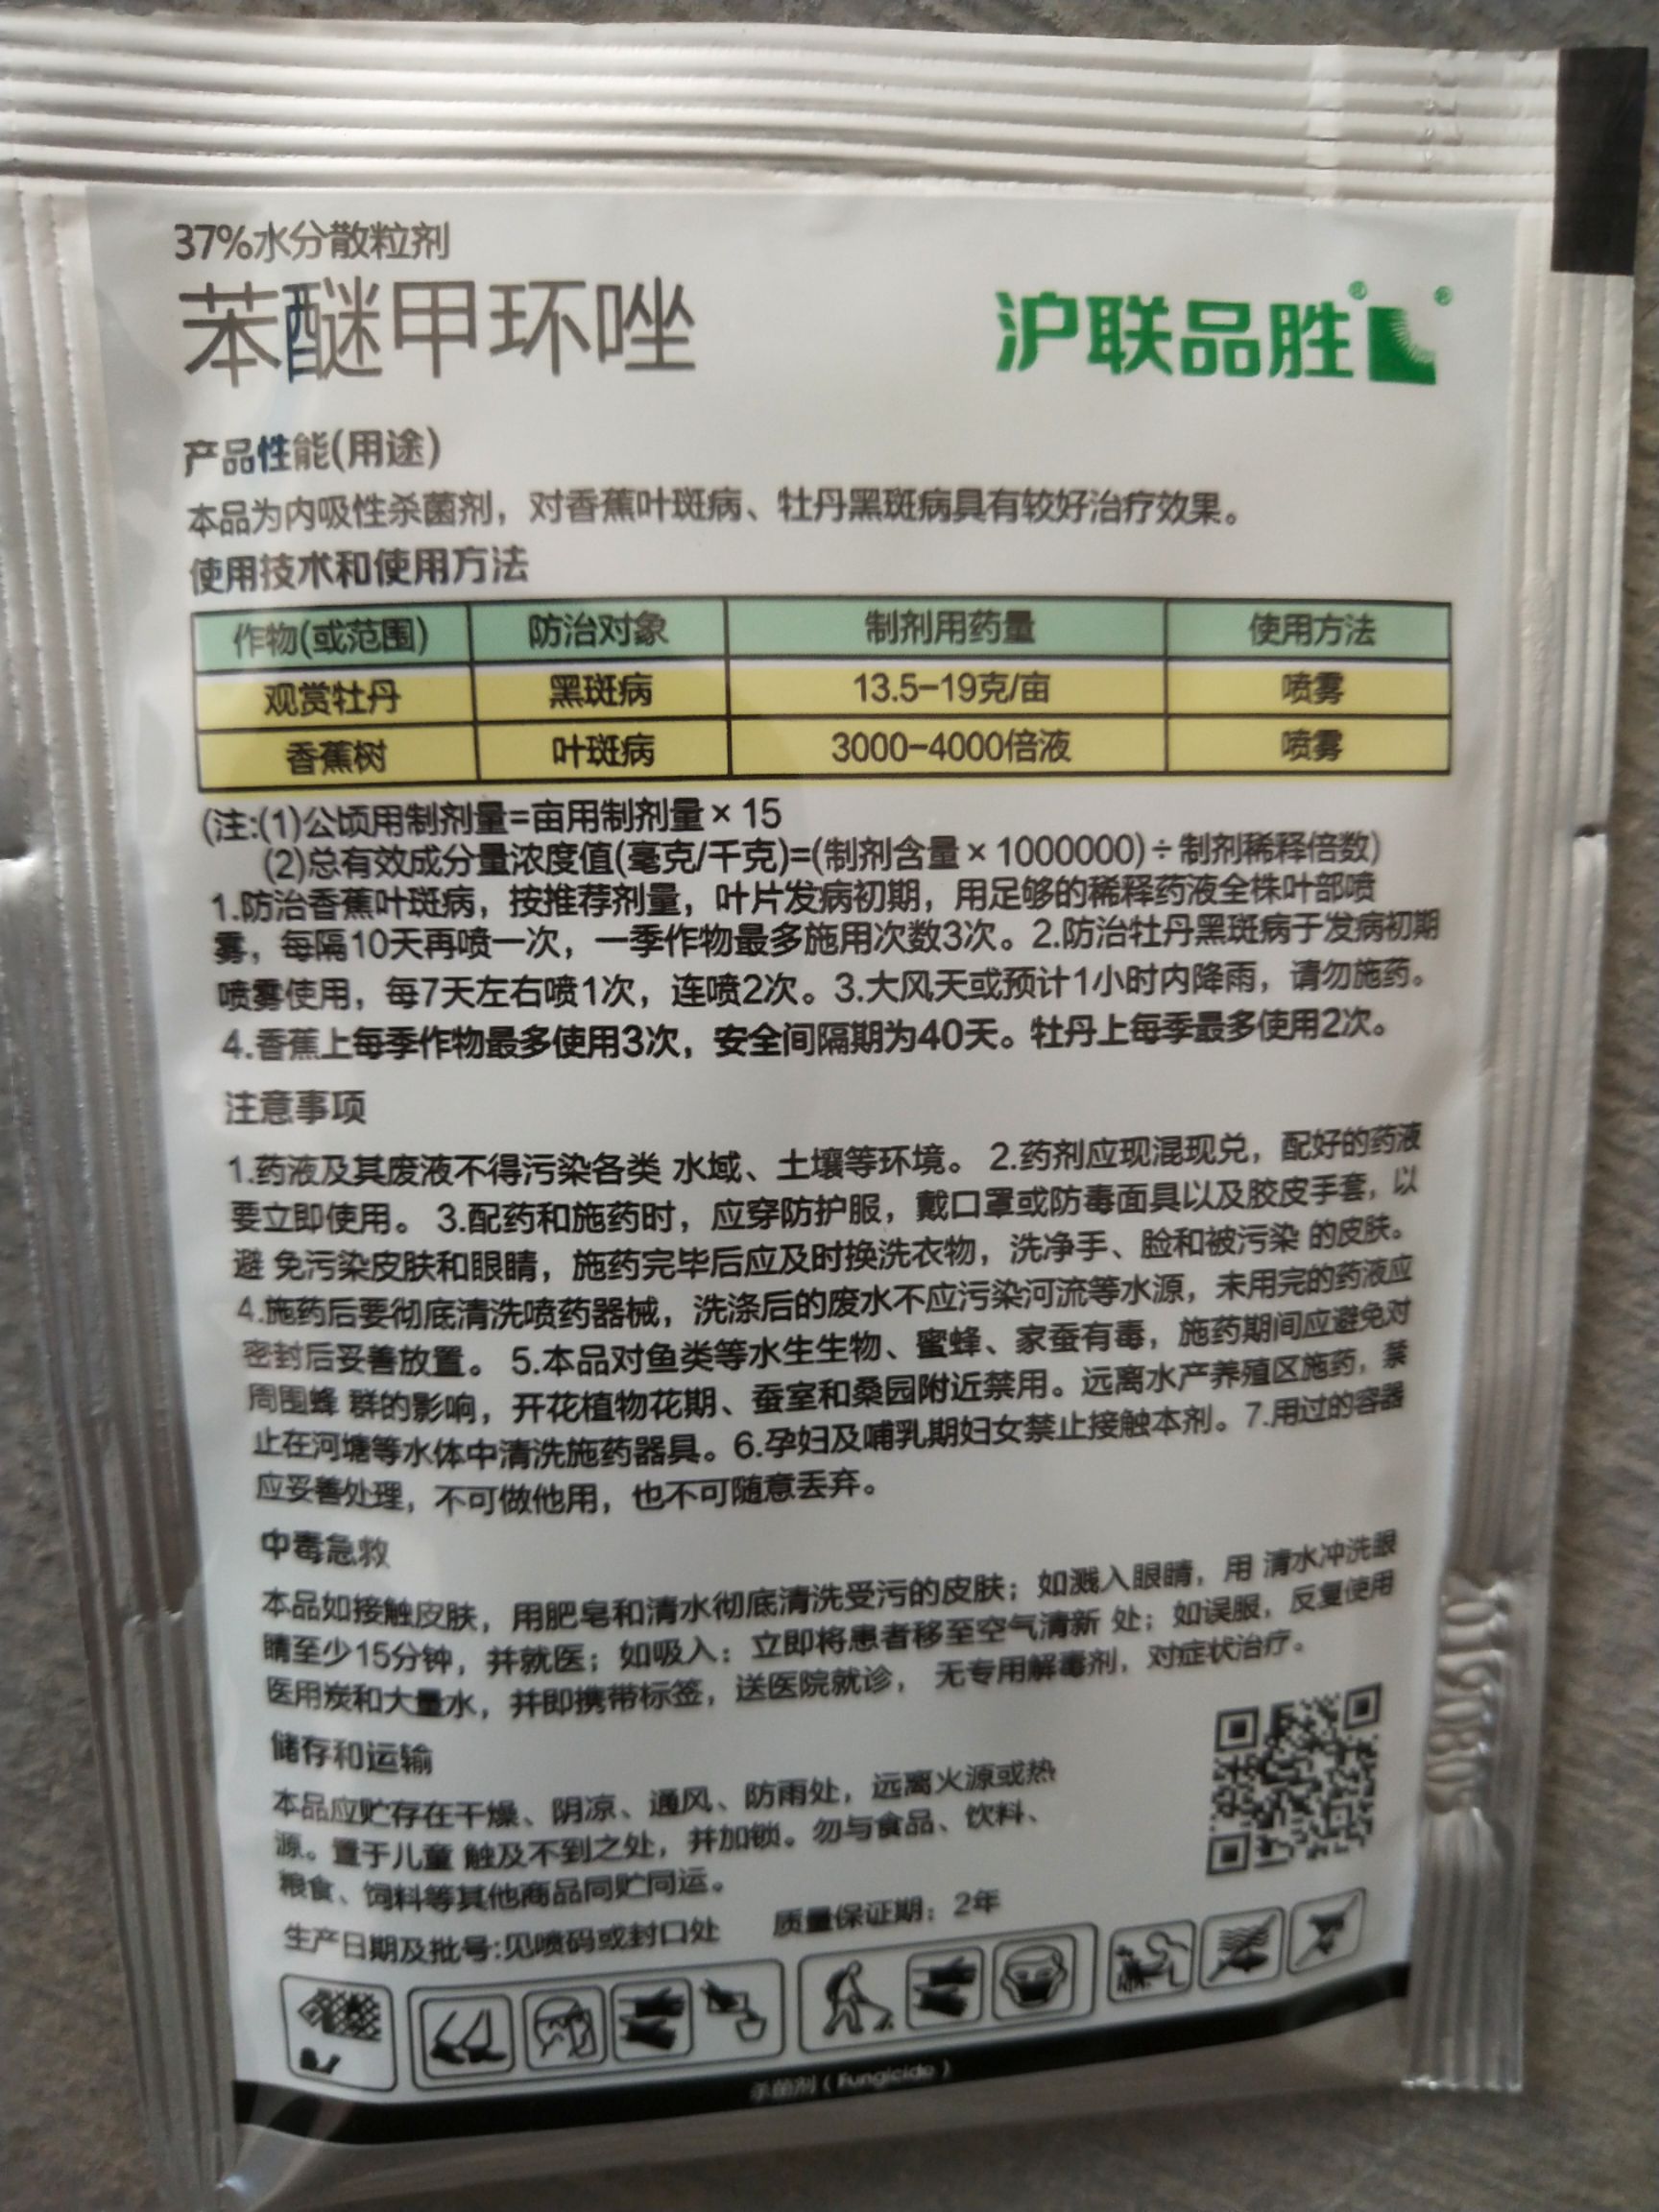 37%水分散粒剂
苯醚甲环唑
沪联品胜®
®
产品性能(用途)
本品为内吸性杀菌剂，对香蕉叶斑病、牡丹黑斑病具有较好治疗效果。
使用技术和使用方法
作物(或范围) 防治对象 制剂用药量 使用方法
观赏牡丹 黑斑病 13.5-19克/亩 喷雾
香蕉树 叶斑病 3000-4000倍液 喷雾
(注:(1)公顷用制剂量=亩用制剂量×15
(2)总有效成分量浓度值(毫克/千克)=(制剂含量×1000000)÷制剂稀释倍数)
1.防治香蕉叶斑病，按推荐剂量，叶片发病初期，用足够的稀释药液全株叶部喷
雾，每隔10天再喷一次，一季作物最多施用次数3次。2.防治牡丹黑斑病于发病初期
喷雾使用，每7天左右喷1次，连喷2次。3.大风天或预计1小时内降雨，请勿施药。
4.香蕉上每季作物最多使用3次，安全间隔期为40天。牡丹上每季最多使用2次。
注意事项
1.药液及其废液不得污染各类 水域、土壤等环境。 2.药剂应现混现兑，配好的药液
要立即使用。 3.配药和施药时，应穿防护服，戴口罩或防毒面具以及胶皮手套，以
避 免污染皮肤和眼睛，施药完毕后应及时换洗衣物，洗净手、脸和被污染 的皮肤。
4.施药后要彻底清洗喷药器械，洗涤后的废水不应污染河流等水源，未用完的药液应
密封后妥善放置。 5.本品对鱼类等水生生物、蜜蜂、家蚕有毒，施药期间应避免对
周围蜂 群的影响，开花植物花期、蚕室和桑园附近禁用。远离水产养殖区施药，禁
止在河塘等水体中清洗施药器具。6.孕妇及哺乳期妇女禁止接触本剂。7.用过的容器
应妥善处理，不可做他用，也不可随意丢弃。
中毒急救
本品如接触皮肤，用肥皂和清水彻底清洗受污的皮肤；如溅入眼睛，用 清水冲洗眼
睛至少15分钟，并就医；如吸入：立即将患者移至空气清新 处；如误服，反复使用
医用炭和大量水，并即携带标签，送医院就诊， 无专用解毒剂，对症状治疗。
储存和运输
本品应贮存在干燥、阴凉、通风、防雨处，远离火源或热
源。置于儿童 触及不到之处，并加锁。勿与食品、饮料、
粮食、饲料等其他商品同贮同运。
生产日期及批号:见喷码或封口处 质量保证期：2年
杀菌剂（Fungicide）